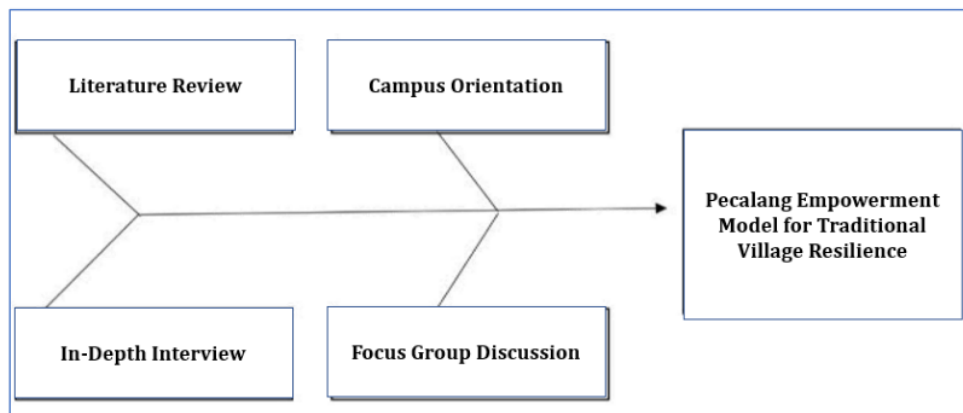 Literature Review
Campus Orientation
Pecalang Empowerment
Model for Traditional
Village Resilience
In-Depth Interview
Focus Group Discussion